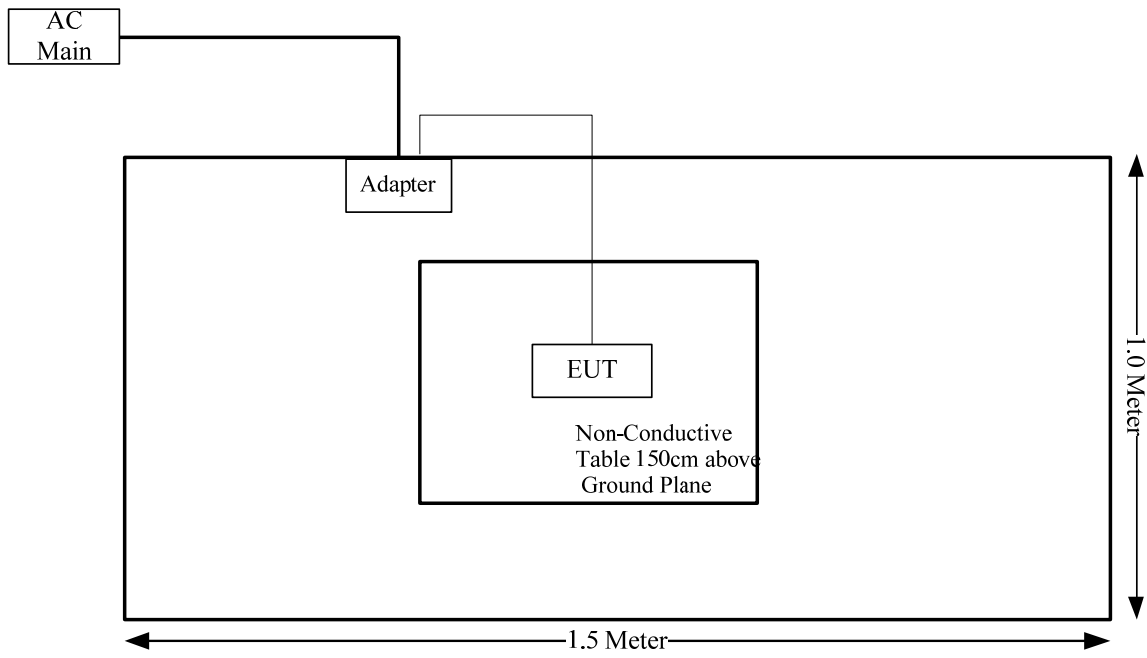 AC
Main
Adapter
EUT
Non-Conductive
Table 150cm above
Ground Plane
1.0 Meter
1.5 Meter